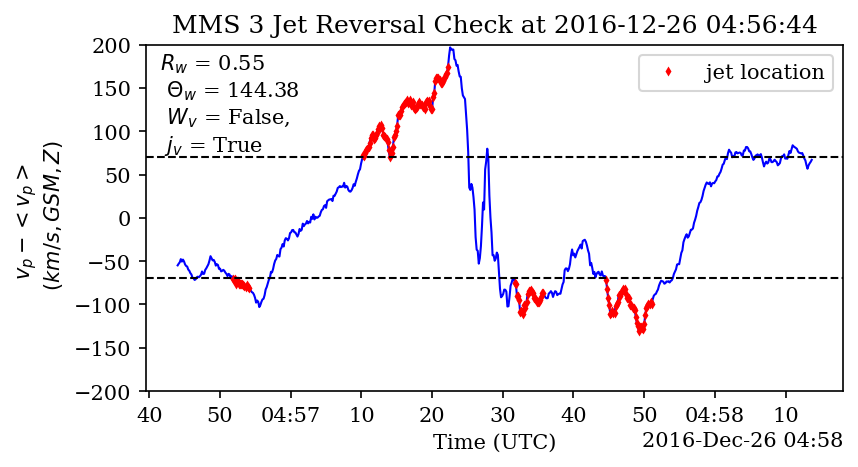 MMS 3 Jet Reversal Check at 2016-12-26 04:56:44
R_w = 0.55
Θ_w = 144.38
W_v = False,
j_v = True
jet location
v_p − <v_p>
(km/s, GSM, Z)
200
150
100
50
0
−50
−100
−150
−200
40 50 04:57 10 20 30 40 50 04:58 10
Time (UTC)
2016-Dec-26 04:58